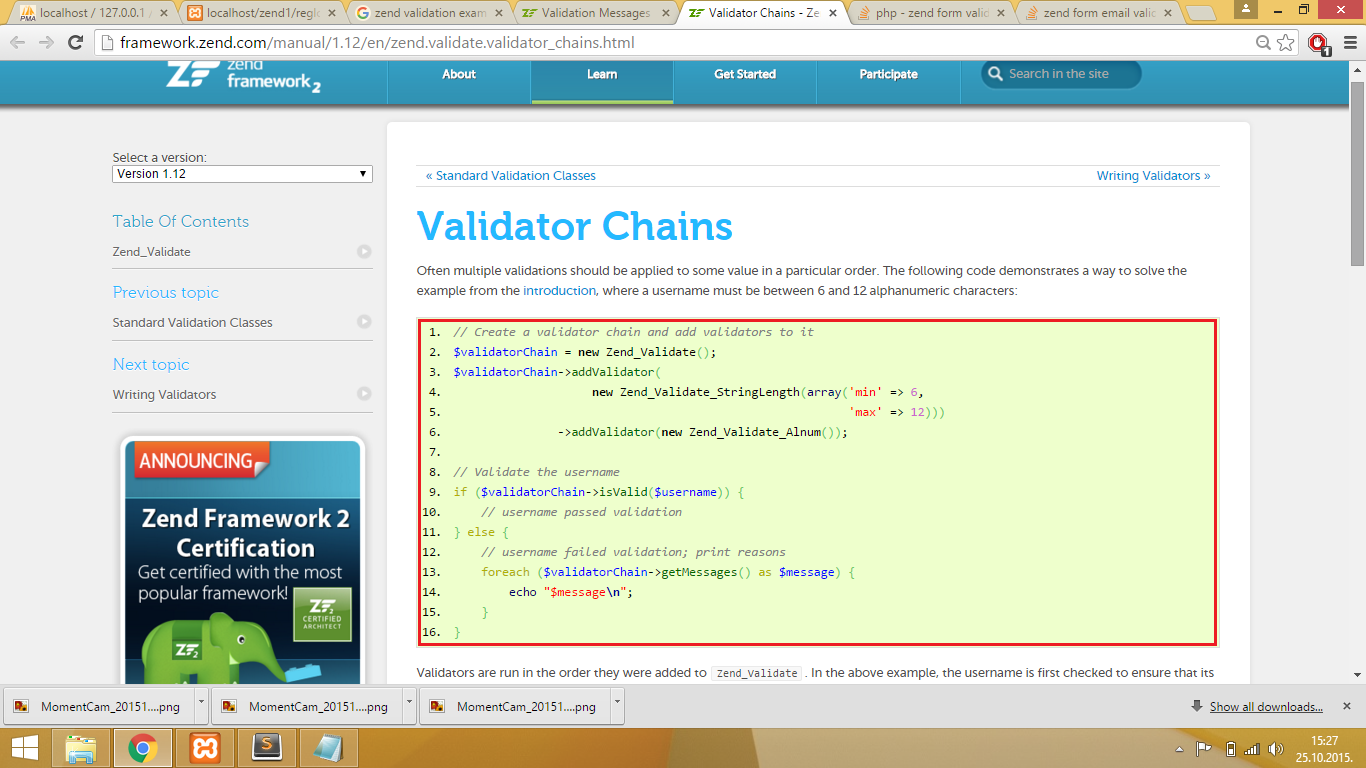 localhost / 127.0.0.1 /
localhost/zend1/regl
zend validation exam
Validation Messages
Validator Chains - Ze
php - zend form valid
zend form email valid
framework.zend.com/manual/1.12/en/zend.validate.validator_chains.html
1
zend
framework 2
About
Learn
Get Started
Participate
Search in the site
Select a version:
Version 1.12
Table Of Contents
Zend_Validate
Previous topic
Standard Validation Classes
Next topic
Writing Validators
ANNOUNCING
Zend Framework 2
Certification
Get certified with the most
popular framework!
ZF2
CERTIFIED
ARCHITECT
ZF2
« Standard Validation Classes
Writing Validators »
Validator Chains
Often multiple validations should be applied to some value in a particular order. The following code demonstrates a way to solve the
example from the introduction, where a username must be between 6 and 12 alphanumeric characters:
1. // Create a validator chain and add validators to it
2. $validatorChain = new Zend_Validate();
3. $validatorChain->addValidator(
4. new Zend_Validate_StringLength(array('min' => 6,
5. 'max' => 12)))
6. ->addValidator(new Zend_Validate_Alnum());
7.
8. // Validate the username
9. if ($validatorChain->isValid($username)) {
10. // username passed validation
11. } else {
12. // username failed validation; print reasons
13. foreach ($validatorChain->getMessages() as $message) {
14. echo "$message\n";
15. }
16. }
Validators are run in the order they were added to Zend_Validate . In the above example, the username is first checked to ensure that its
MomentCam_20151....png
MomentCam_20151....png
MomentCam_20151....png
Show all downloads...
15:27
25.10.2015.